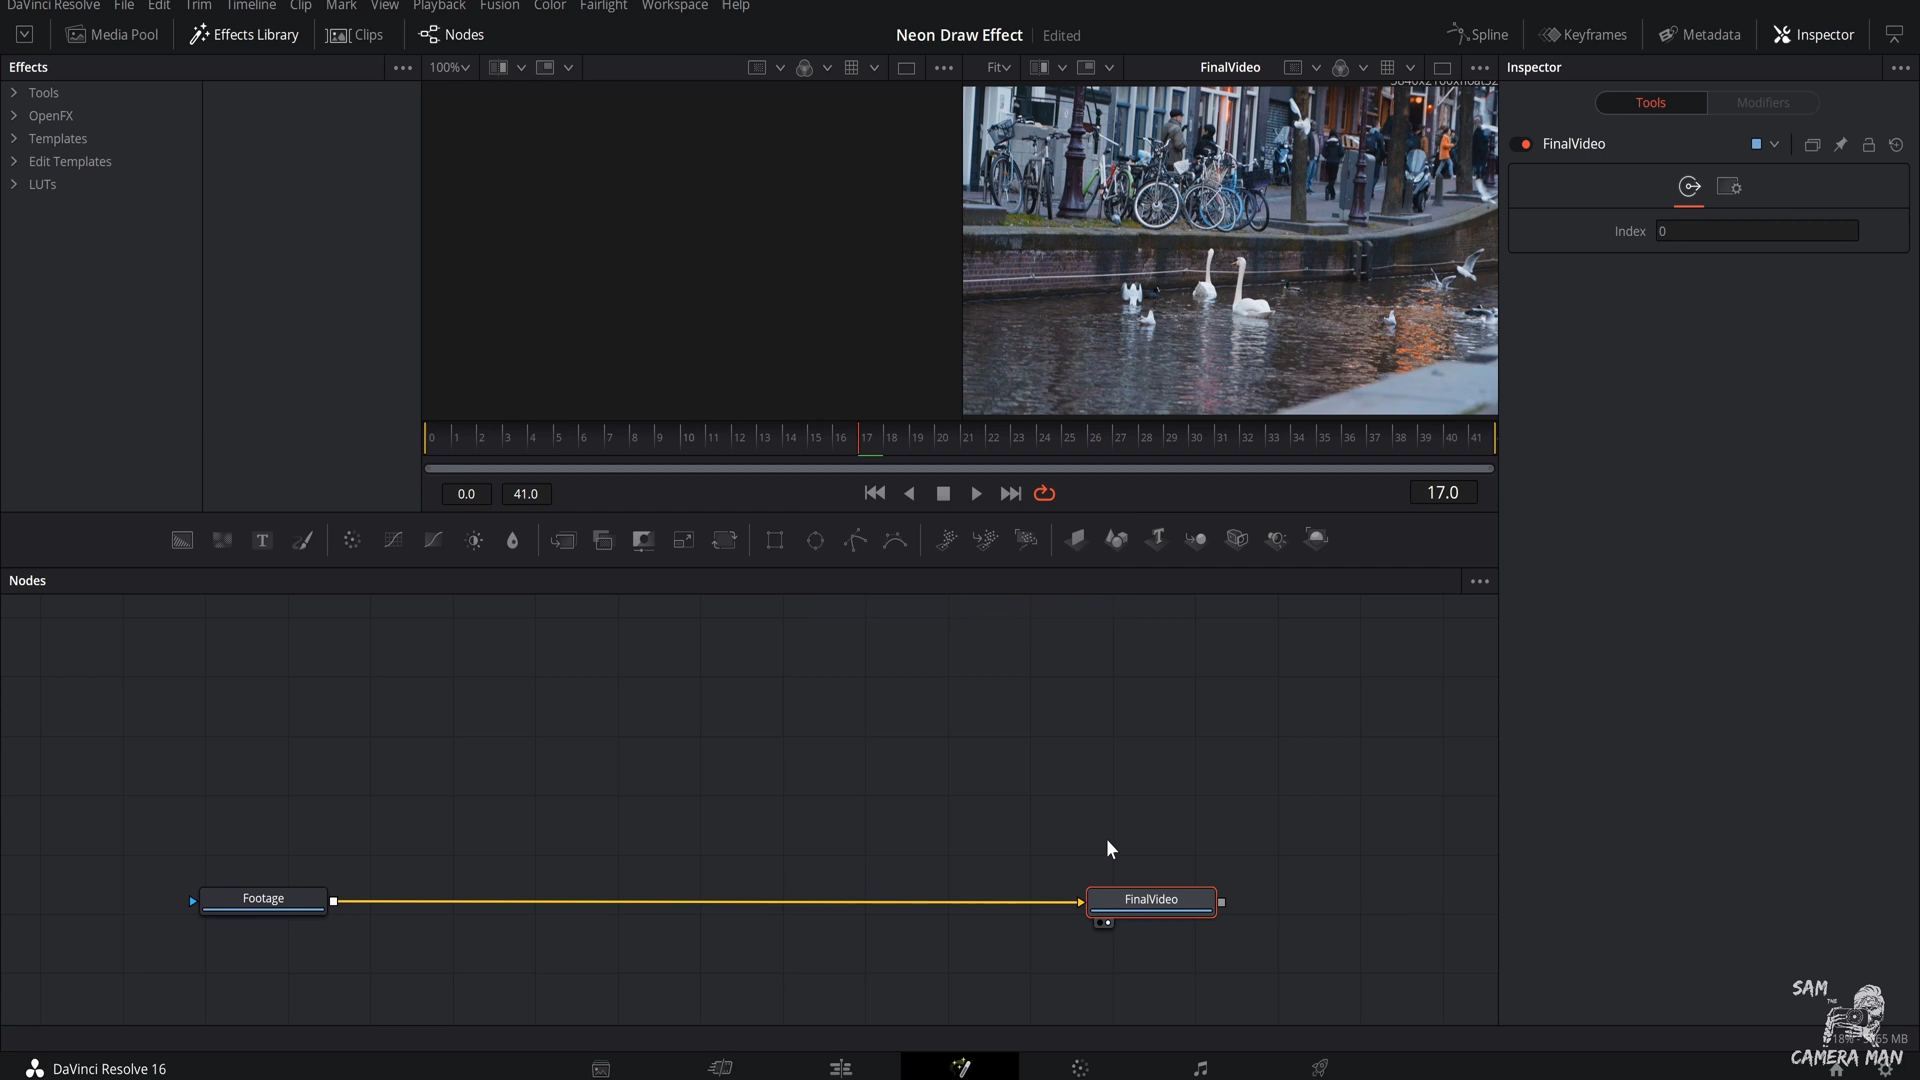 DaVinci Resolve File Edit Trim Timeline Clip Mark View Playback Fusion Color Fairlight Workspace Help
Media Pool Effects Library Clips Nodes Neon Draw Effect Edited Spline Keyframes Metadata Inspector
Effects 100% Fit FinalVideo Inspector
Tools
OpenFX
Templates
Edit Templates
LUTs
Tools Modifiers
FinalVideo
Index 0
0 1 2 3 4 5 6 7 8 9 10 11 12 13 14 15 16 17 18 19 20 21 22 23 24 25 26 27 28 29 30 31 32 33 34 35 36 37 38 39 40 41
0.0 41.0 17.0
Nodes
Footage
FinalVideo
SAM
THE
CAMERA MAN
DaVinci Resolve 16